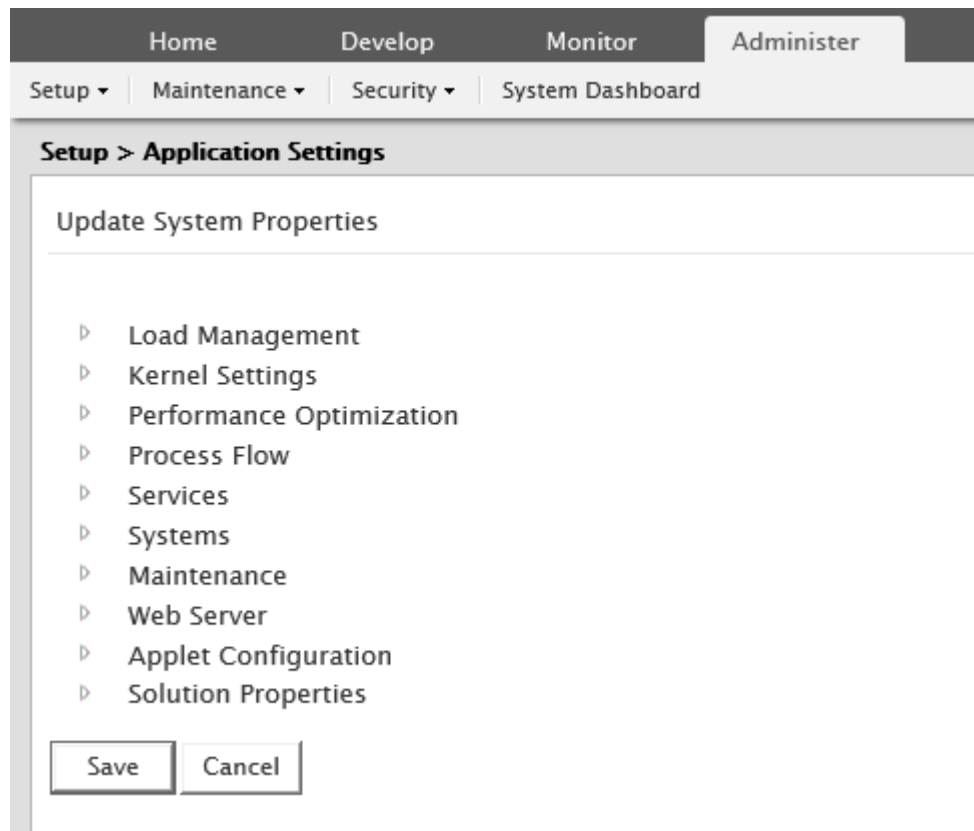 Home Develop Monitor Administer
Setup Maintenance Security System Dashboard
Setup > Application Settings
Update System Properties
Load Management
Kernel Settings
Performance Optimization
Process Flow
Services
Systems
Maintenance
Web Server
Applet Configuration
Solution Properties
Save Cancel